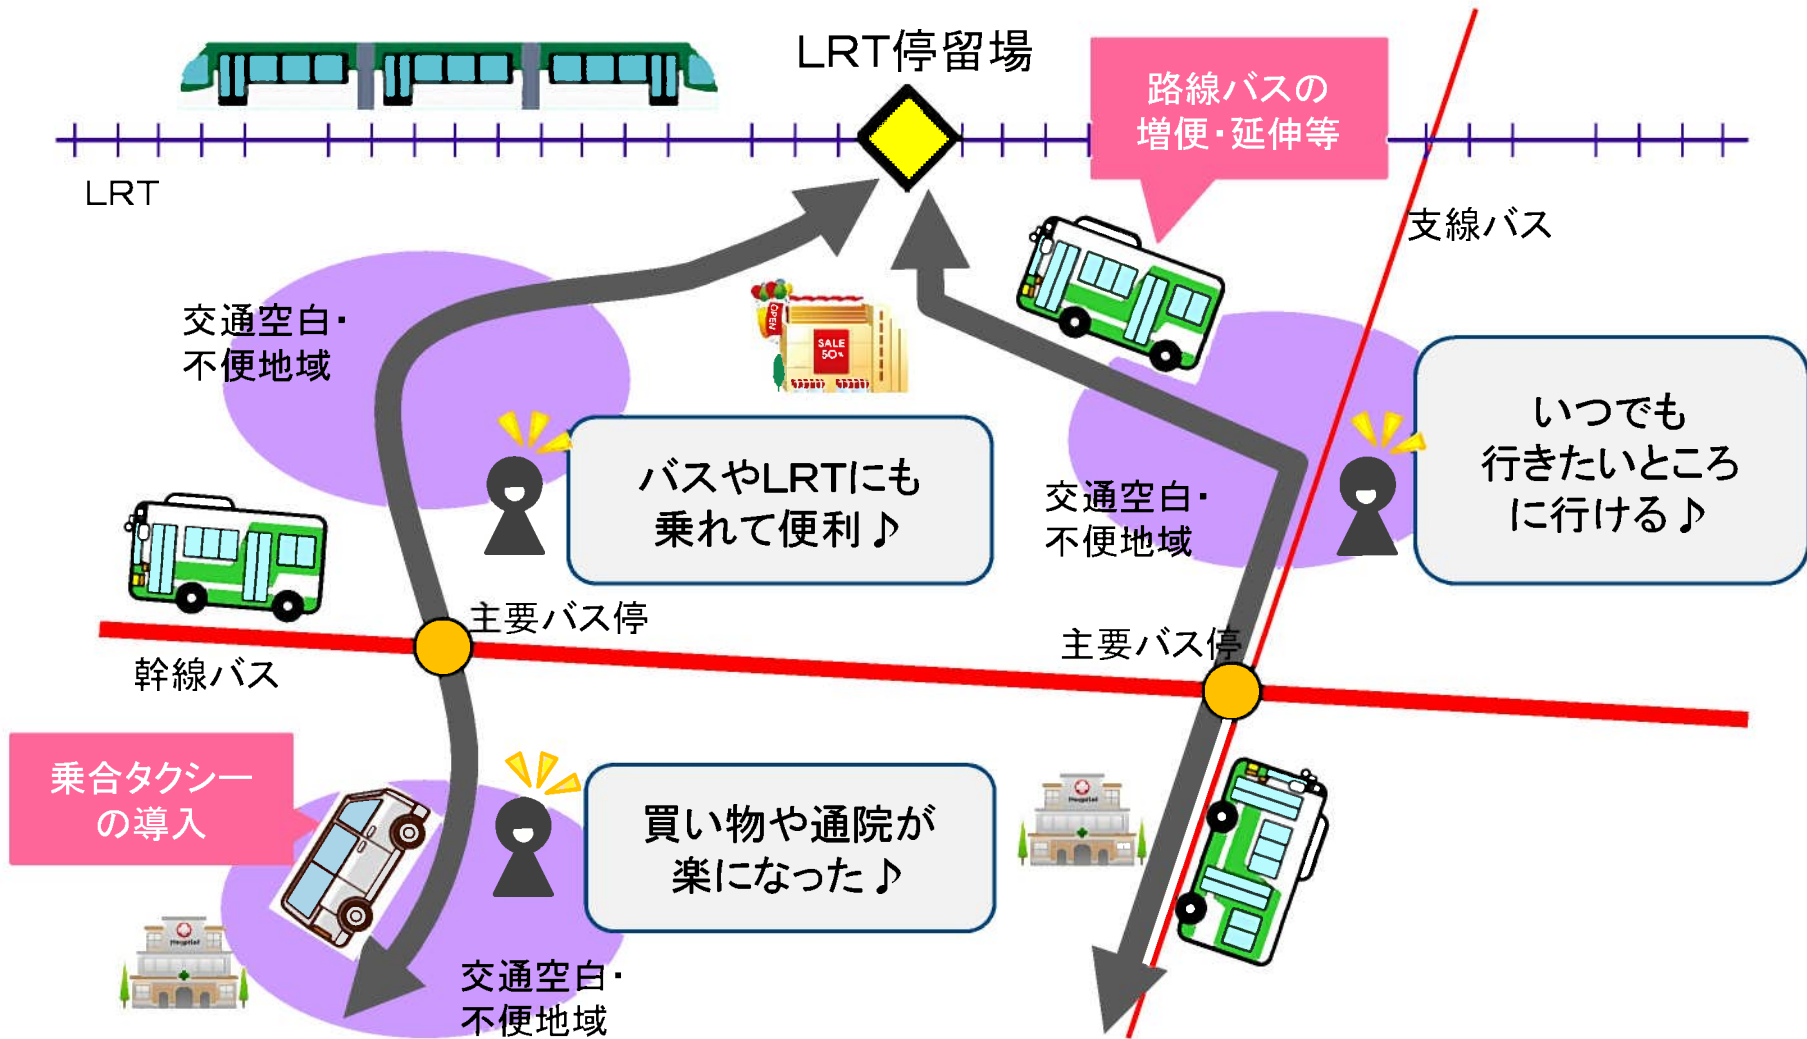 LRT停留場
路線バスの
増便・延伸等
LRT
支線バス
交通空白・
不便地域
OPEN
SALE
50%
いつでも
行きたいところ
に行ける♪
バスやLRTにも
乗れて便利♪
交通空白・
不便地域
主要バス停
主要バス停
幹線バス
乗合タクシー
の導入
買い物や通院が
楽になった♪
Hospital
Hospital
交通空白・
不便地域